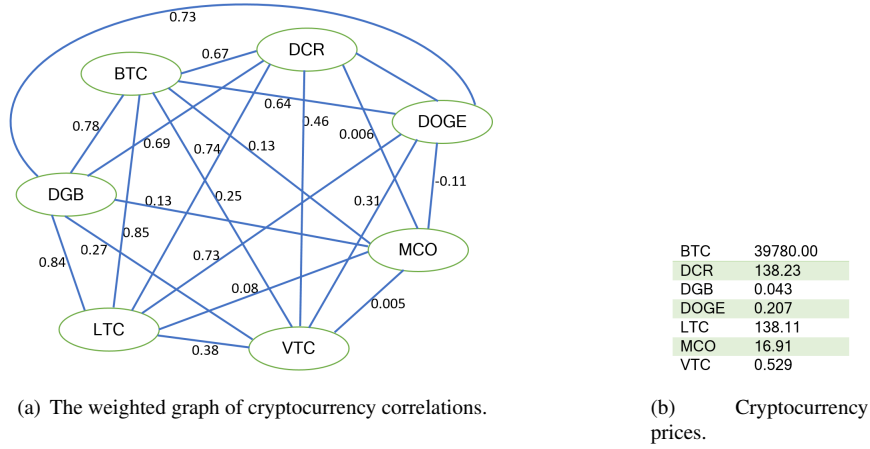 0.73
DCR
0.67
BTC
0.64
DOGE
0.46
0.006
0.78
0.69
0.74
0.13
-0.11
DGB
0.13
0.25
0.31
0.85
0.27
0.73
MCO
0.84
0.08
0.005
LTC
0.38
VTC
(a) The weighted graph of cryptocurrency correlations.
BTC 39780.00
DCR 138.23
DGB 0.043
DOGE 0.207
LTC 138.11
MCO 16.91
VTC 0.529
(b) Cryptocurrency
prices.